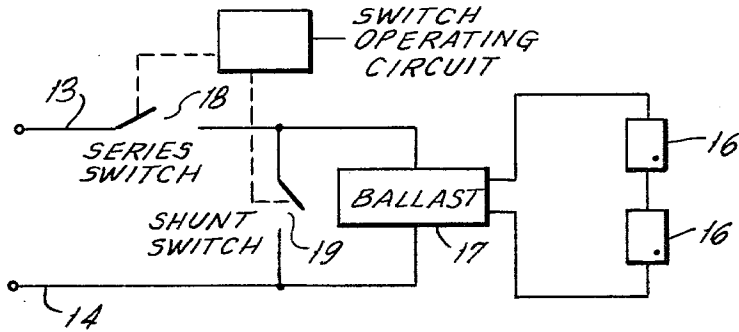 SWITCH
OPERATING
CIRCUIT
13
18
SERIES
SWITCH
16
BALLAST
SHUNT
SWITCH
19
17
16
14